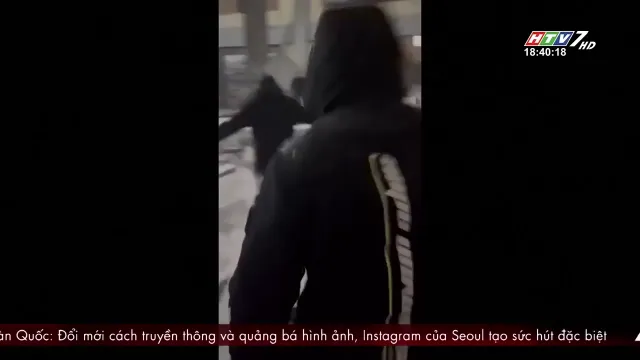 HTV7 HD
18:40:18
àn Quốc: Đổi mới cách truyền thông và quảng bá hình ảnh, Instagram của Seoul tạo sức hút đặc biệt